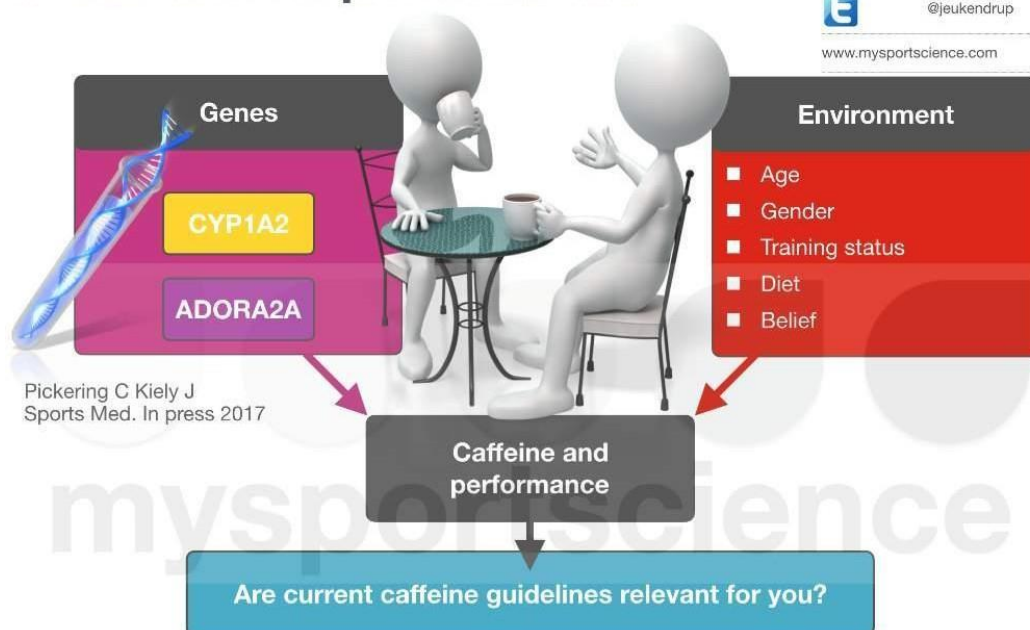 @jeukendrup
www.mysportscience.com
Genes
CYP1A2
ADORA2A
Environment
Age
Gender
Training status
Diet
Belief
Pickering C Kiely J
Sports Med. In press 2017
Caffeine and
performance
mysportscience
Are current caffeine guidelines relevant for you?